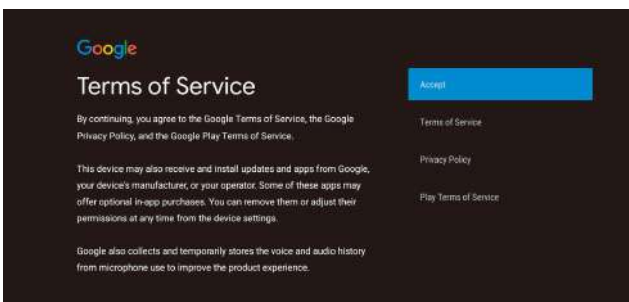 Google
Terms of Service
By continuing, you agree to the Google Terms of Service, the Google
Privacy Policy, and the Google Play Terms of Service.
This device may also receive and install updates and apps from Google,
your device's manufacturer, or your operator. Some of these apps may
offer optional in-app purchases. You can remove them or adjust their
permissions at any time from the device settings.
Google also collects and temporarily stores the voice and audio history
from microphone use to improve the product experience.
Accept
Terms of Service
Privacy Policy
Play Terms of Service